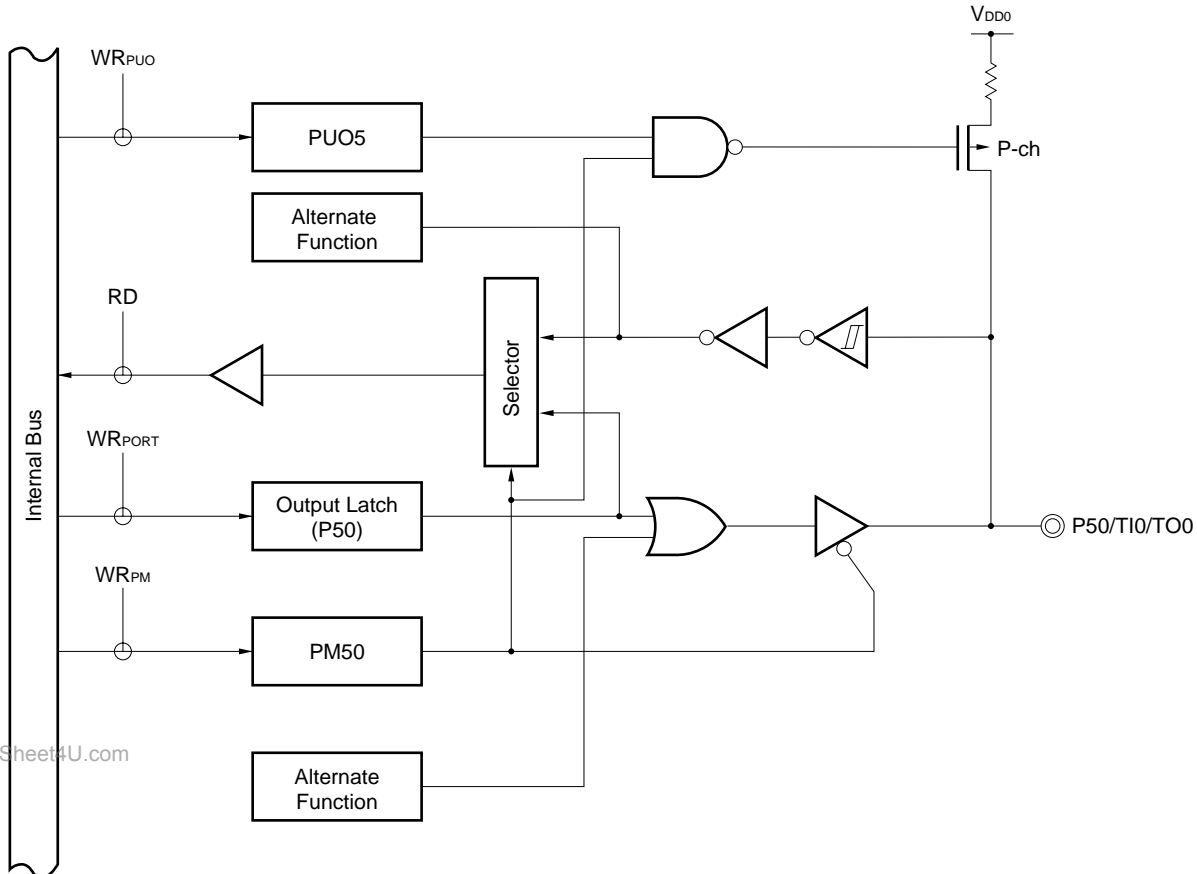 VDD0
WRPUO
PUO5
P-ch
Alternate
Function
RD
Selector
Internal Bus
WRPORT
Output Latch
(P50)
P50/TI0/TO0
WRPM
PM50
Sheet4U.com
Alternate
Function